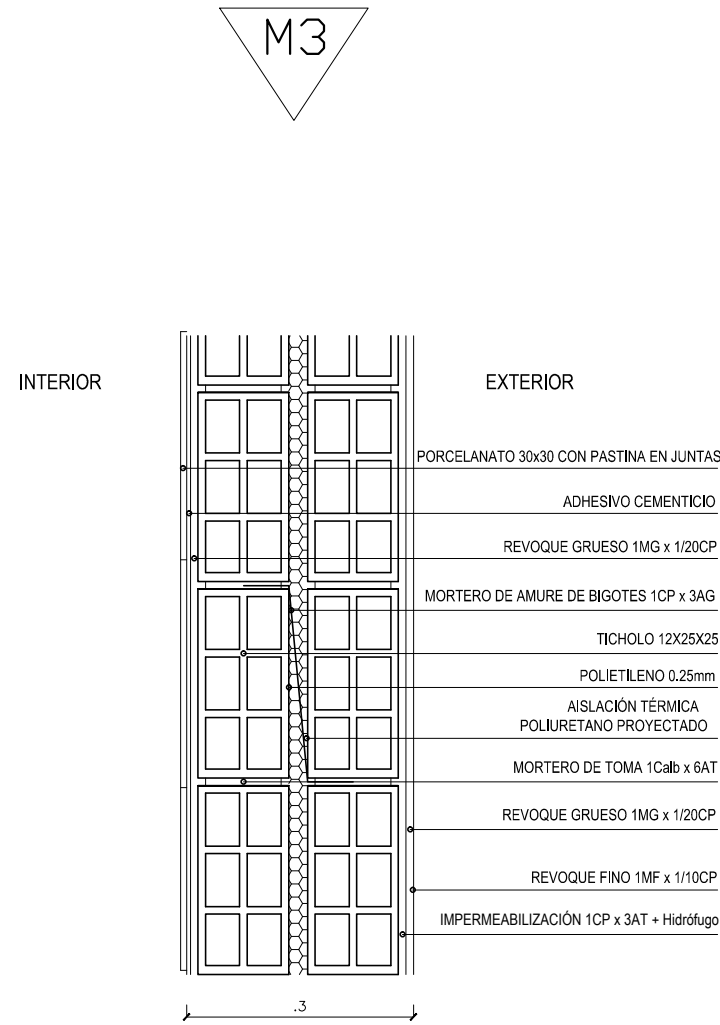 M3
INTERIOR
EXTERIOR
PORCELANATO 30x30 CON PASTINA EN JUNTAS
ADHESIVO CEMENTICIO
REVOQUE GRUESO 1MG x 1/20CP
MORTERO DE AMURE DE BIGOTES 1CP x 3AG
TICHOLO 12X25X25
POLIETILENO 0.25mm
AISLACIÓN TÉRMICA
POLIURETANO PROYECTADO
MORTERO DE TOMA 1Calb x 6AT
REVOQUE GRUESO 1MG x 1/20CP
REVOQUE FINO 1MF x 1/10CP
IMPERMEABILIZACIÓN 1CP x 3AT + Hidrófugo
.3